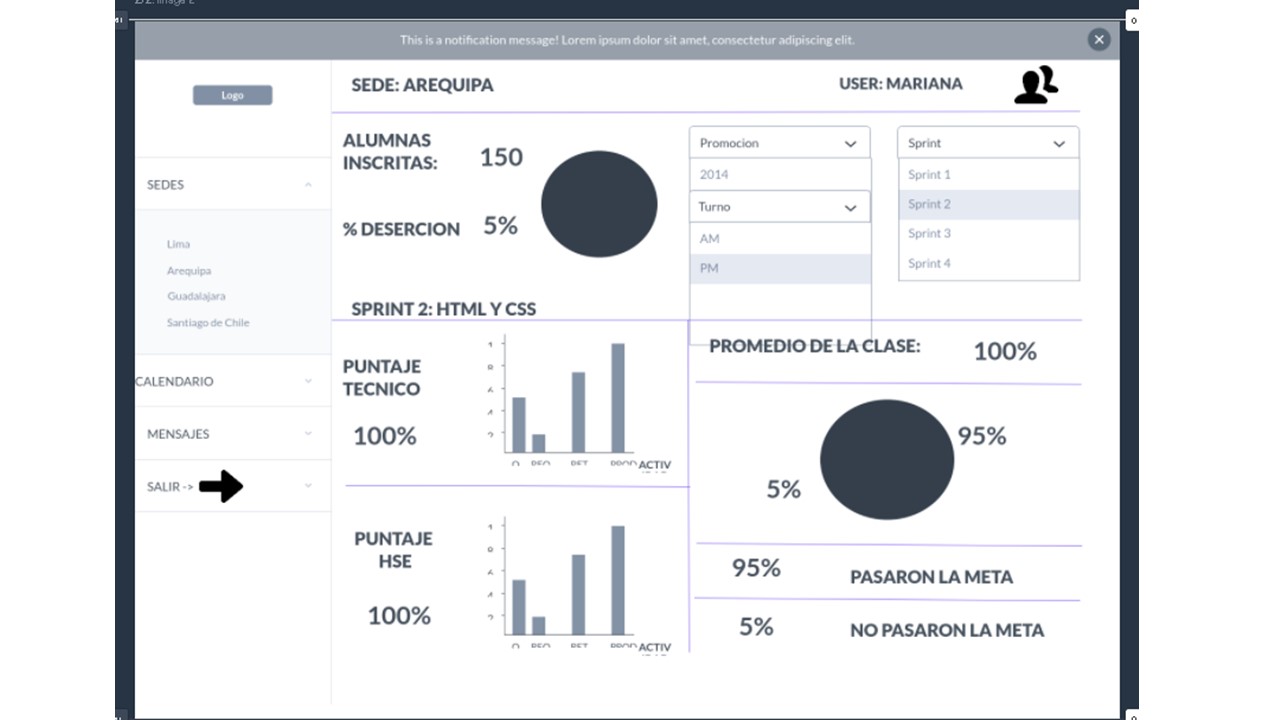 This is a notification message! Lorem ipsum dolor sit amet, consectetur adipiscing elit.
Logo
SEDE: AREQUIPA
USER: MARIANA
SEDES
Lima
Arequipa
Guadalajara
Santiago de Chile
CALENDARIO
MENSAJES
SALIR ->
ALUMNAS
INSCRITAS:
150
% DESERCION
5%
Promocion
2014
Turno
AM
PM
Sprint
Sprint 1
Sprint 2
Sprint 3
Sprint 4
SPRINT 2: HTML Y CSS
PUNTAJE
TECNICO
100%
ACTIV
PUNTAJE
HSE
100%
ACTIV
PROMEDIO DE LA CLASE:
100%
95%
5%
95%
PASARON LA META
5%
NO PASARON LA META